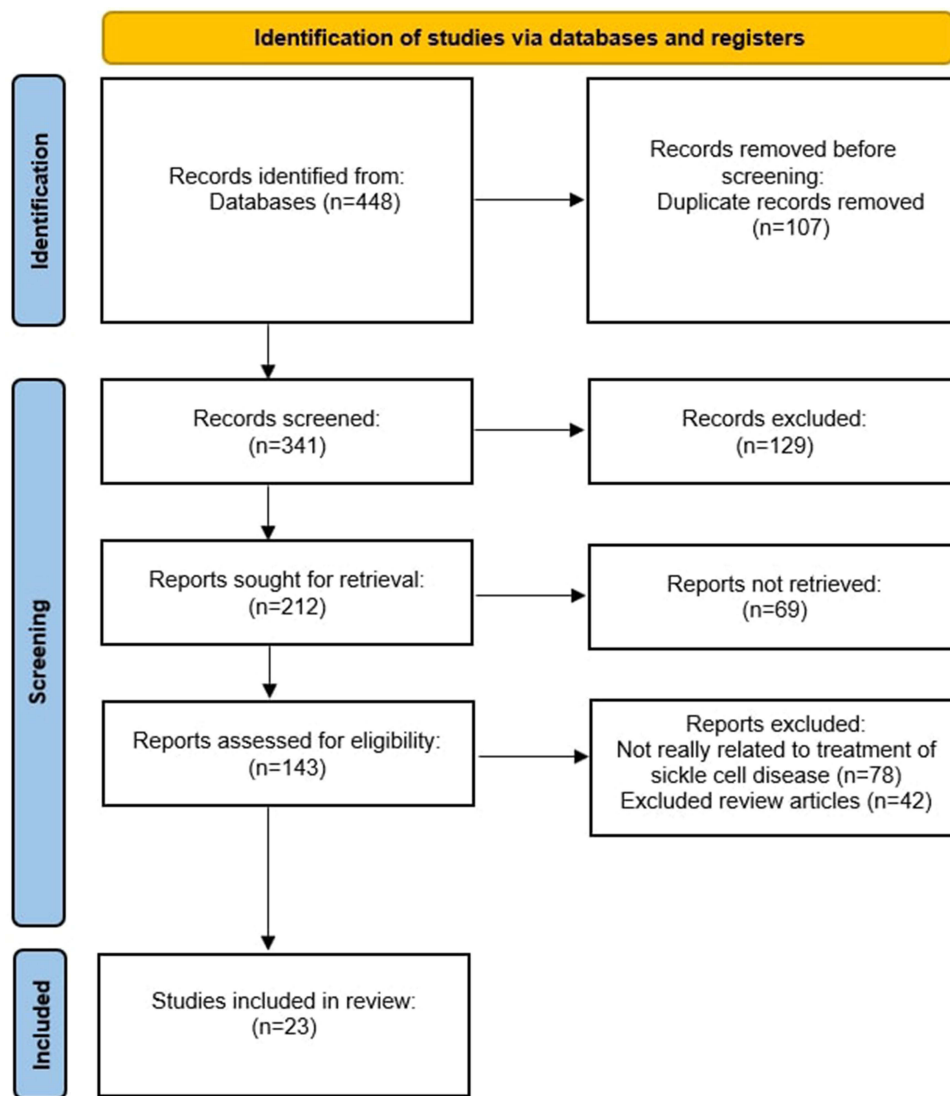 Identification of studies via databases and registers
Identification
Records identified from:
Databases (n=448)
Records removed before
screening:
Duplicate records removed
(n=107)
Screening
Records screened:
(n=341)
Records excluded:
(n=129)
Reports sought for retrieval:
(n=212)
Reports not retrieved:
(n=69)
Reports assessed for eligibility:
(n=143)
Reports excluded:
Not really related to treatment of
sickle cell disease (n=78)
Excluded review articles (n=42)
Included
Studies included in review:
(n=23)